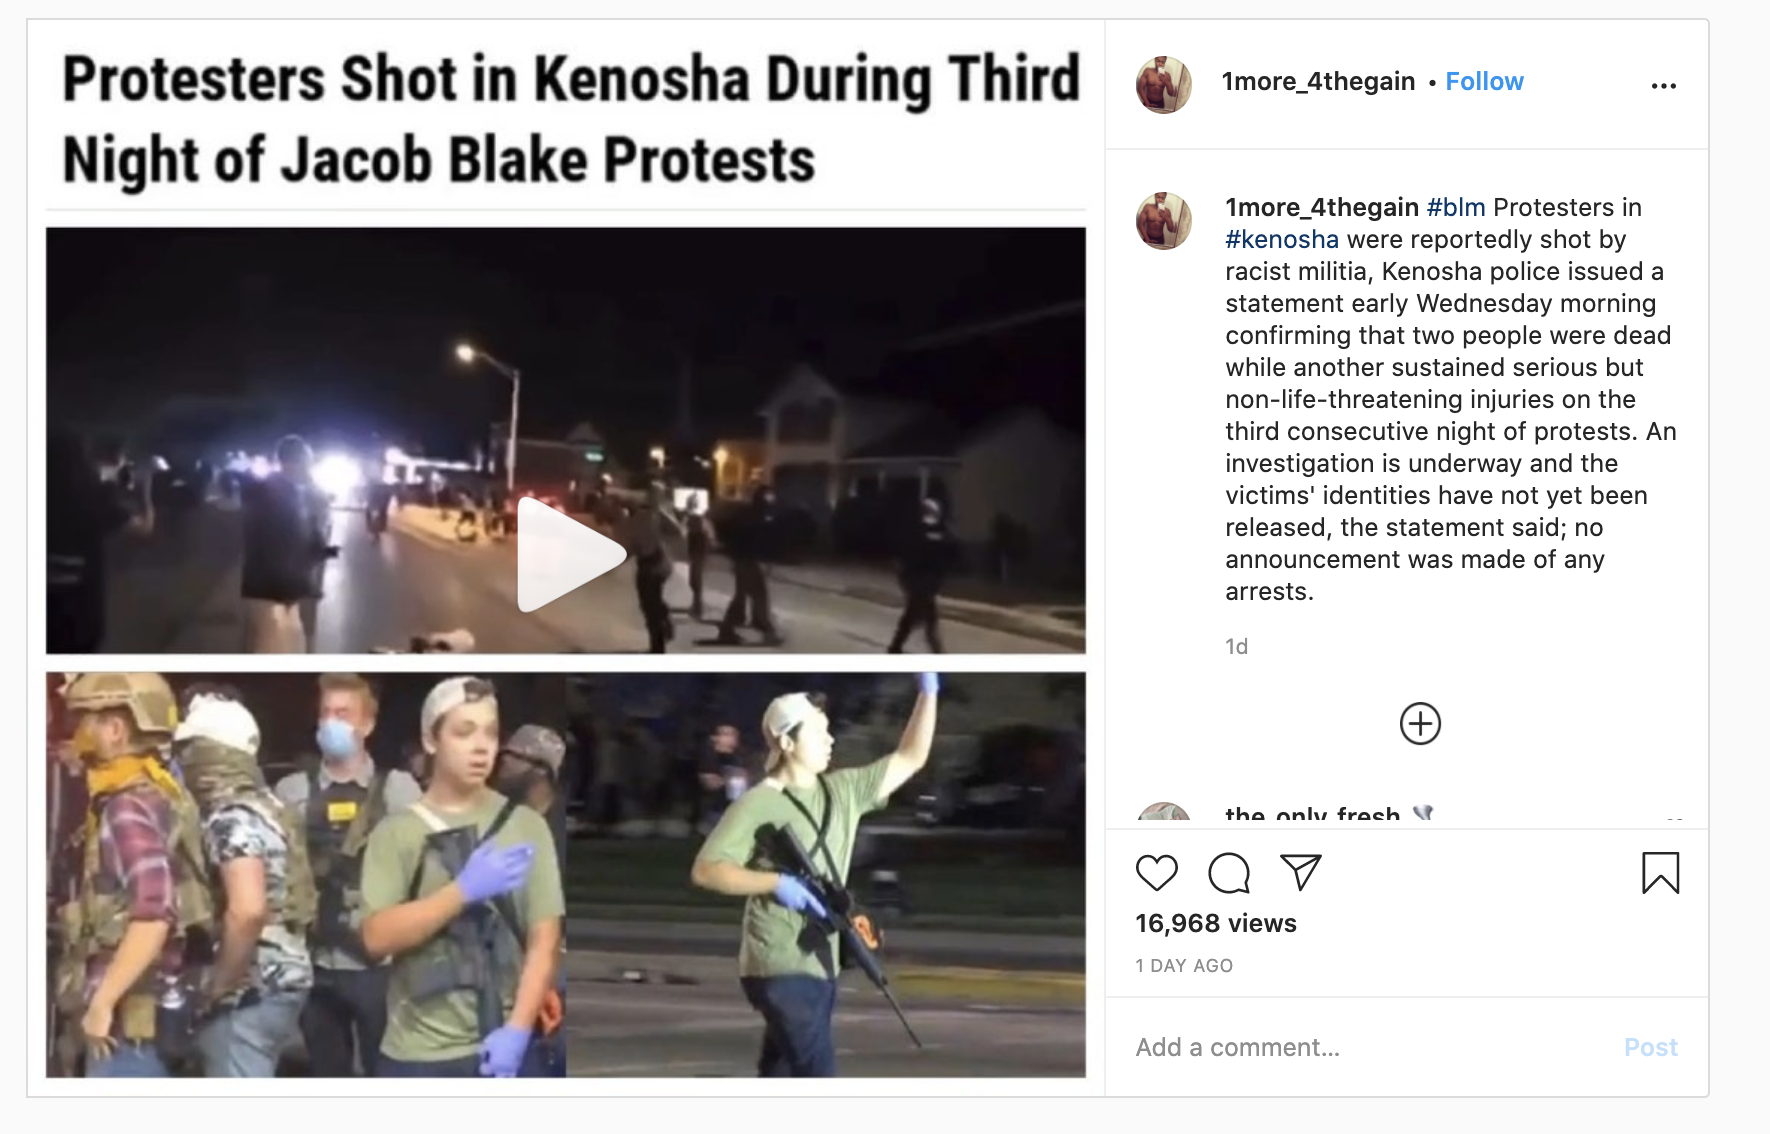 Protesters Shot in Kenosha During Third
Night of Jacob Blake Protests
1more_4thegain • Follow
1more_4thegain #blm Protesters in
#kenosha were reportedly shot by
racist militia, Kenosha police issued a
statement early Wednesday morning
confirming that two people were dead
while another sustained serious but
non-life-threatening injuries on the
third consecutive night of protests. An
investigation is underway and the
victims' identities have not yet been
released, the statement said; no
announcement was made of any
arrests.
1d
the_only_fresh
16,968 views
1 DAY AGO
Add a comment...
Post